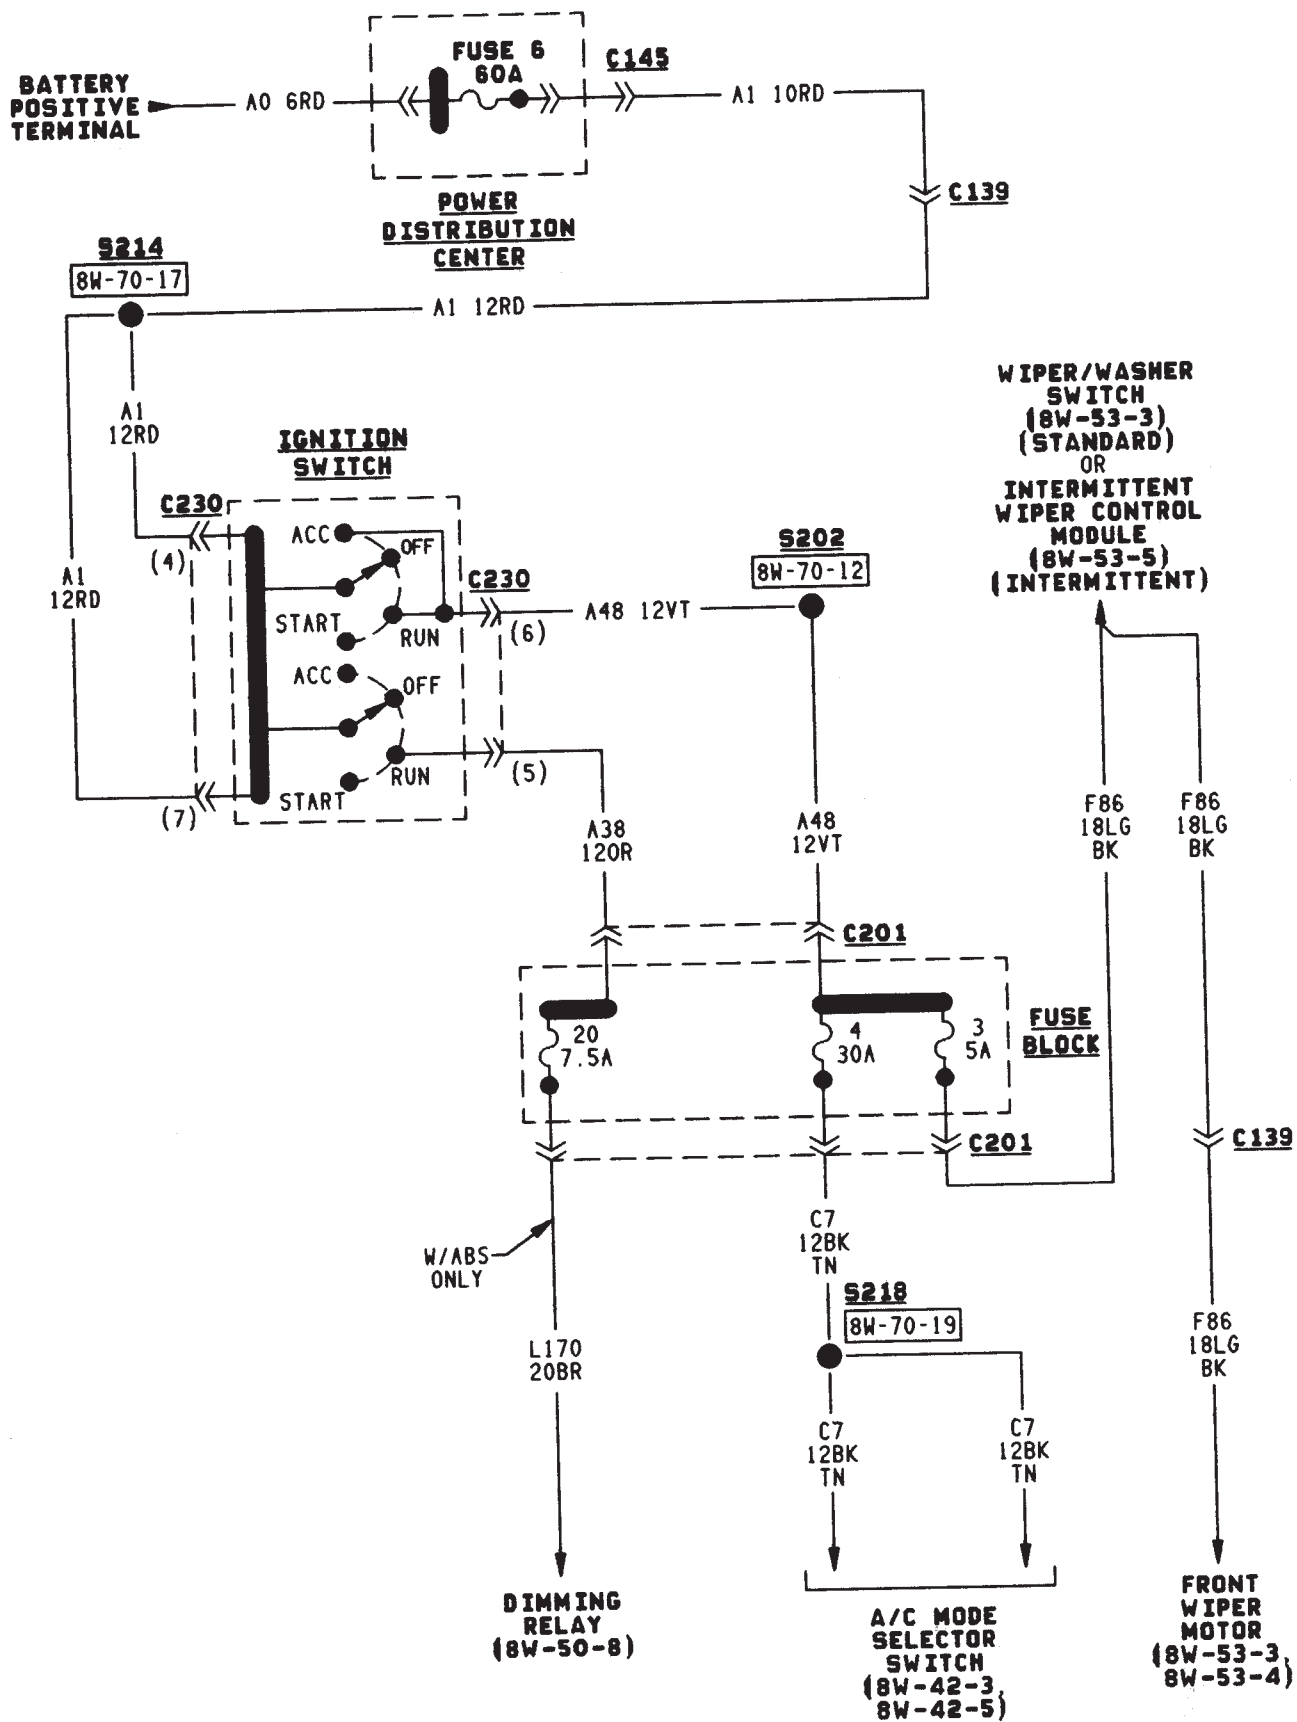 FUSE 6
60A
C145
BATTERY
POSITIVE
TERMINAL
A0 6RD
A1 10RD
C139
POWER
DISTRIBUTION
CENTER
S214
8W-70-17
A1 12RD
A1
12RD
WIPER/WASHER
SWITCH
(8W-53-3)
(STANDARD)
OR
INTERMITTENT
WIPER CONTROL
MODULE
(8W-53-5)
(INTERMITTENT)
IGNITION
SWITCH
C230
(4)
ACC
OFF
START
RUN
C230
(6)
A48 12VT
S202
8W-70-12
A1
12RD
ACC
OFF
RUN
START
(7)
(5)
A38
12OR
A48
12VT
F86
18LG
BK
F86
18LG
BK
C201
20
7.5A
4
30A
3
5A
FUSE
BLOCK
C201
C139
W/ABS
ONLY
C7
12BK
TN
S218
8W-70-19
L170
20BR
F86
18LG
BK
C7
12BK
TN
C7
12BK
TN
DIMMING
RELAY
(8W-50-8)
A/C MODE
SELECTOR
SWITCH
(8W-42-3,
8W-42-5)
FRONT
WIPER
MOTOR
(8W-53-3,
8W-53-4)